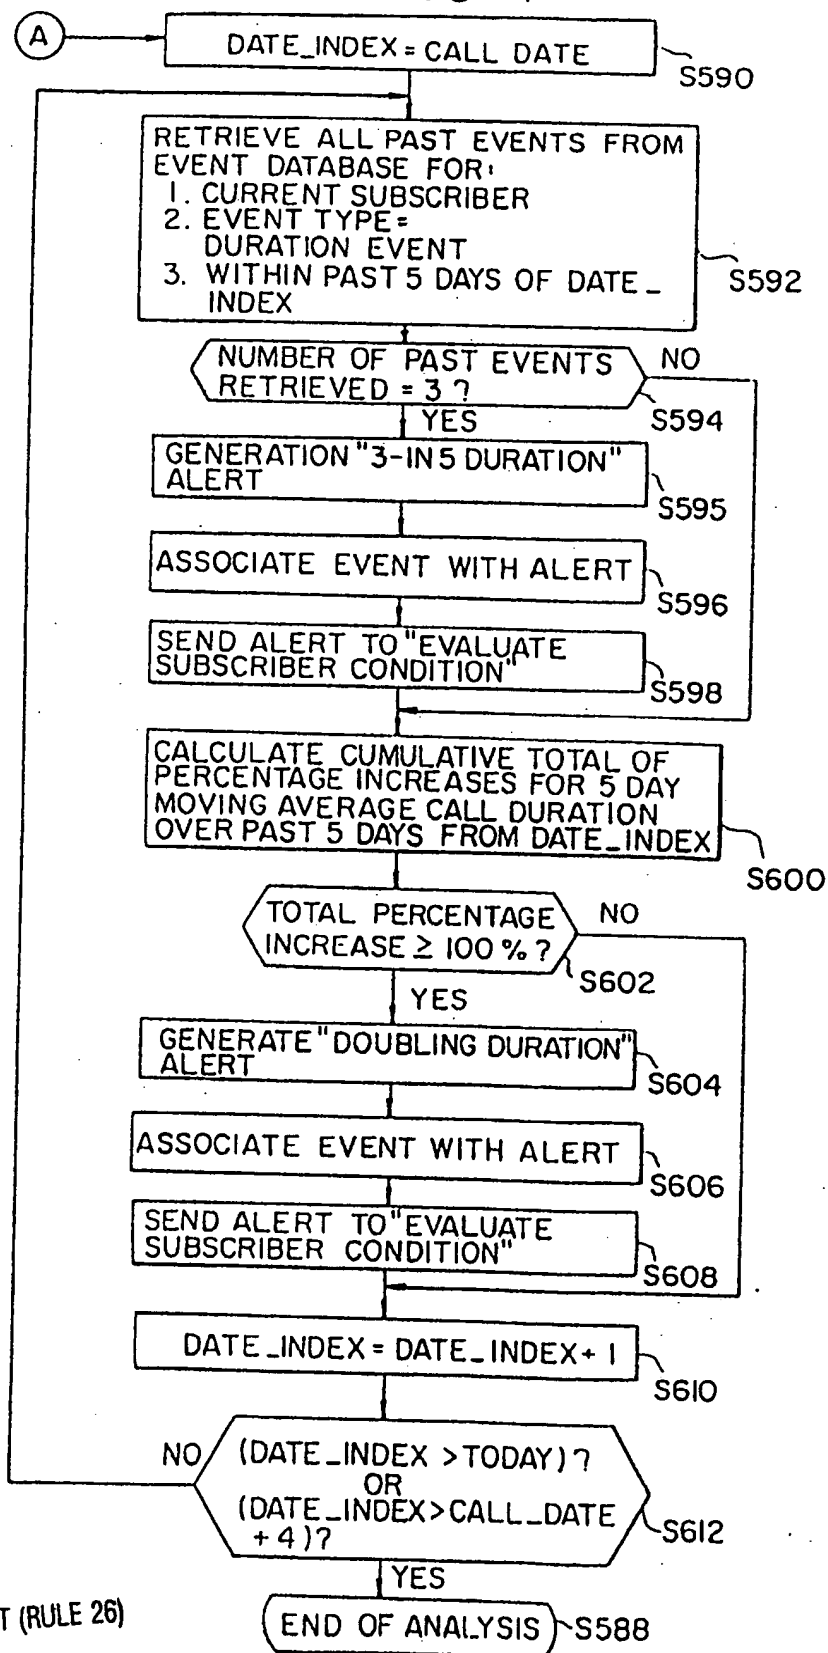 A
DATE_INDEX = CALL DATE
S590
RETRIEVE ALL PAST EVENTS FROM
EVENT DATABASE FOR:
1. CURRENT SUBSCRIBER
2. EVENT TYPE=
DURATION EVENT
3. WITHIN PAST 5 DAYS OF DATE_
INDEX
S592
NUMBER OF PAST EVENTS
RETRIEVED = 3 ?
NO
S594
YES
GENERATION "3-IN 5 DURATION"
ALERT
S595
ASSOCIATE EVENT WITH ALERT
S596
SEND ALERT TO "EVALUATE
SUBSCRIBER CONDITION"
S598
CALCULATE CUMULATIVE TOTAL OF
PERCENTAGE INCREASES FOR 5 DAY
MOVING AVERAGE CALL DURATION
OVER PAST 5 DAYS FROM DATE_INDEX
S600
TOTAL PERCENTAGE
INCREASE ≥ 100 % ?
NO
S602
YES
GENERATE "DOUBLING DURATION"
ALERT
S604
ASSOCIATE EVENT WITH ALERT
S606
SEND ALERT TO "EVALUATE
SUBSCRIBER CONDITION"
S608
DATE_INDEX = DATE_INDEX + 1
S610
NO
(DATE_INDEX > TODAY) ?
OR
(DATE_INDEX > CALL_DATE
+ 4) ?
S612
YES
END OF ANALYSIS
S588
T (RULE 26)